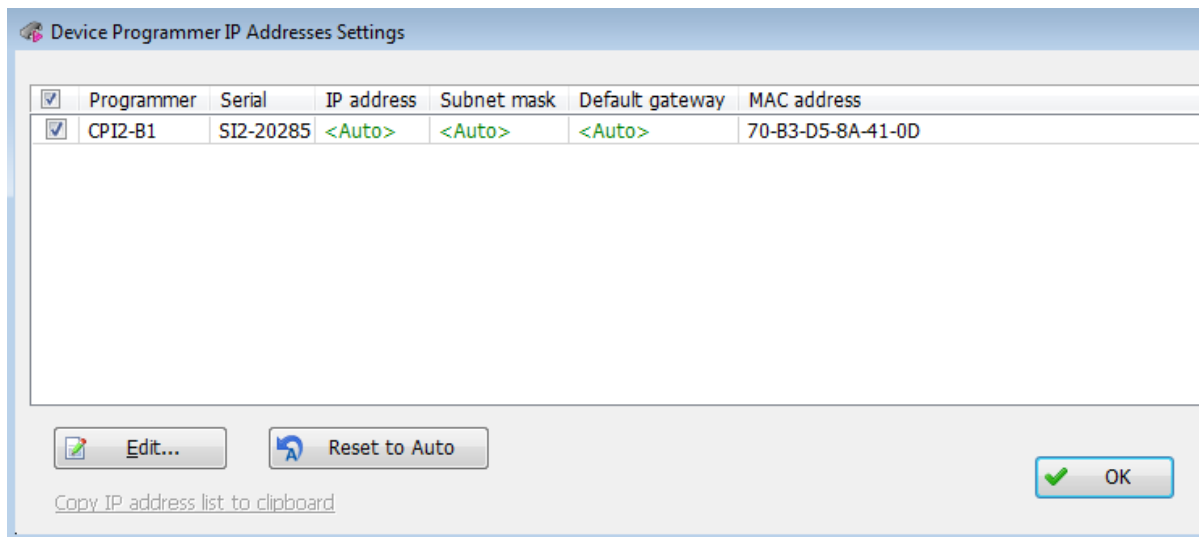 Device Programmer IP Addresses Settings
Programmer Serial IP address Subnet mask Default gateway MAC address
CPI2-B1 SI2-20285 <Auto> <Auto> <Auto> 70-B3-D5-8A-41-0D
Edit... Reset to Auto
OK
Copy IP address list to clipboard